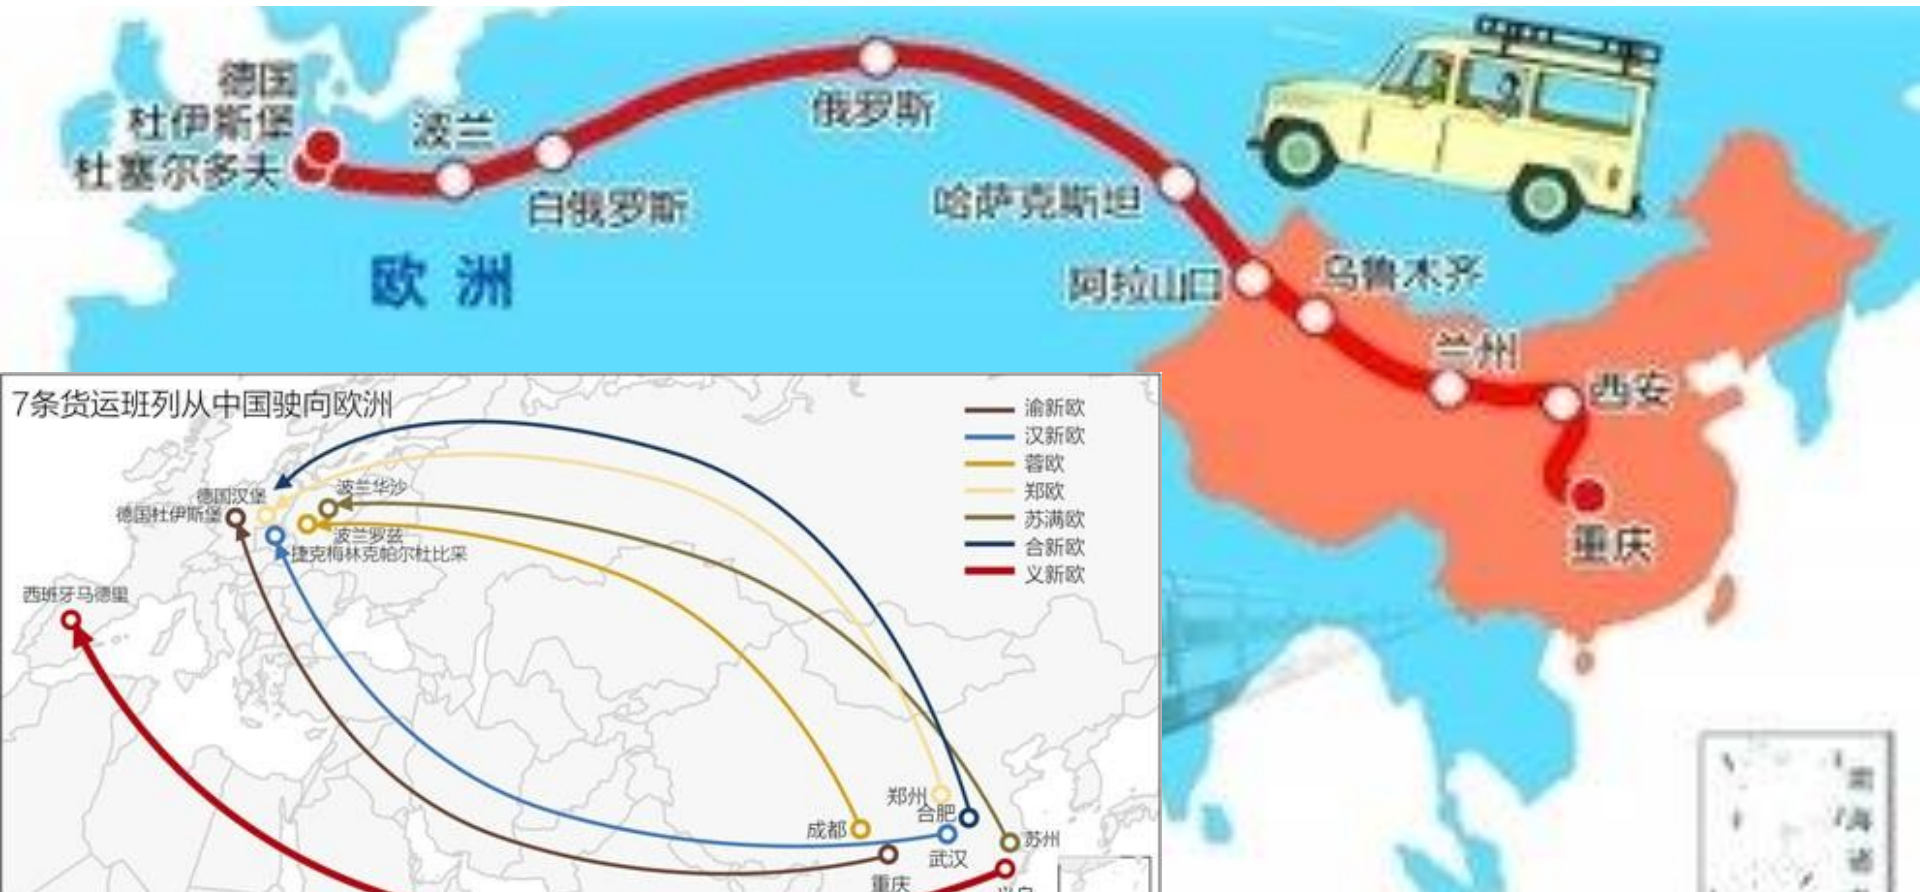 德国
杜伊斯堡
杜塞尔多夫
波兰
白俄罗斯
俄罗斯
哈萨克斯坦
阿拉山口
乌鲁木齐
兰州
西安
重庆
欧洲
7条货运班列从中国驶向欧洲
渝新欧
汉新欧
蓉欧
郑欧
苏满欧
合新欧
义新欧
德国汉堡
德国杜伊斯堡
波兰华沙
波兰罗兹
捷克梅林克帕尔杜比采
西班牙马德里
郑州
合肥
成都
武汉
苏州
重庆